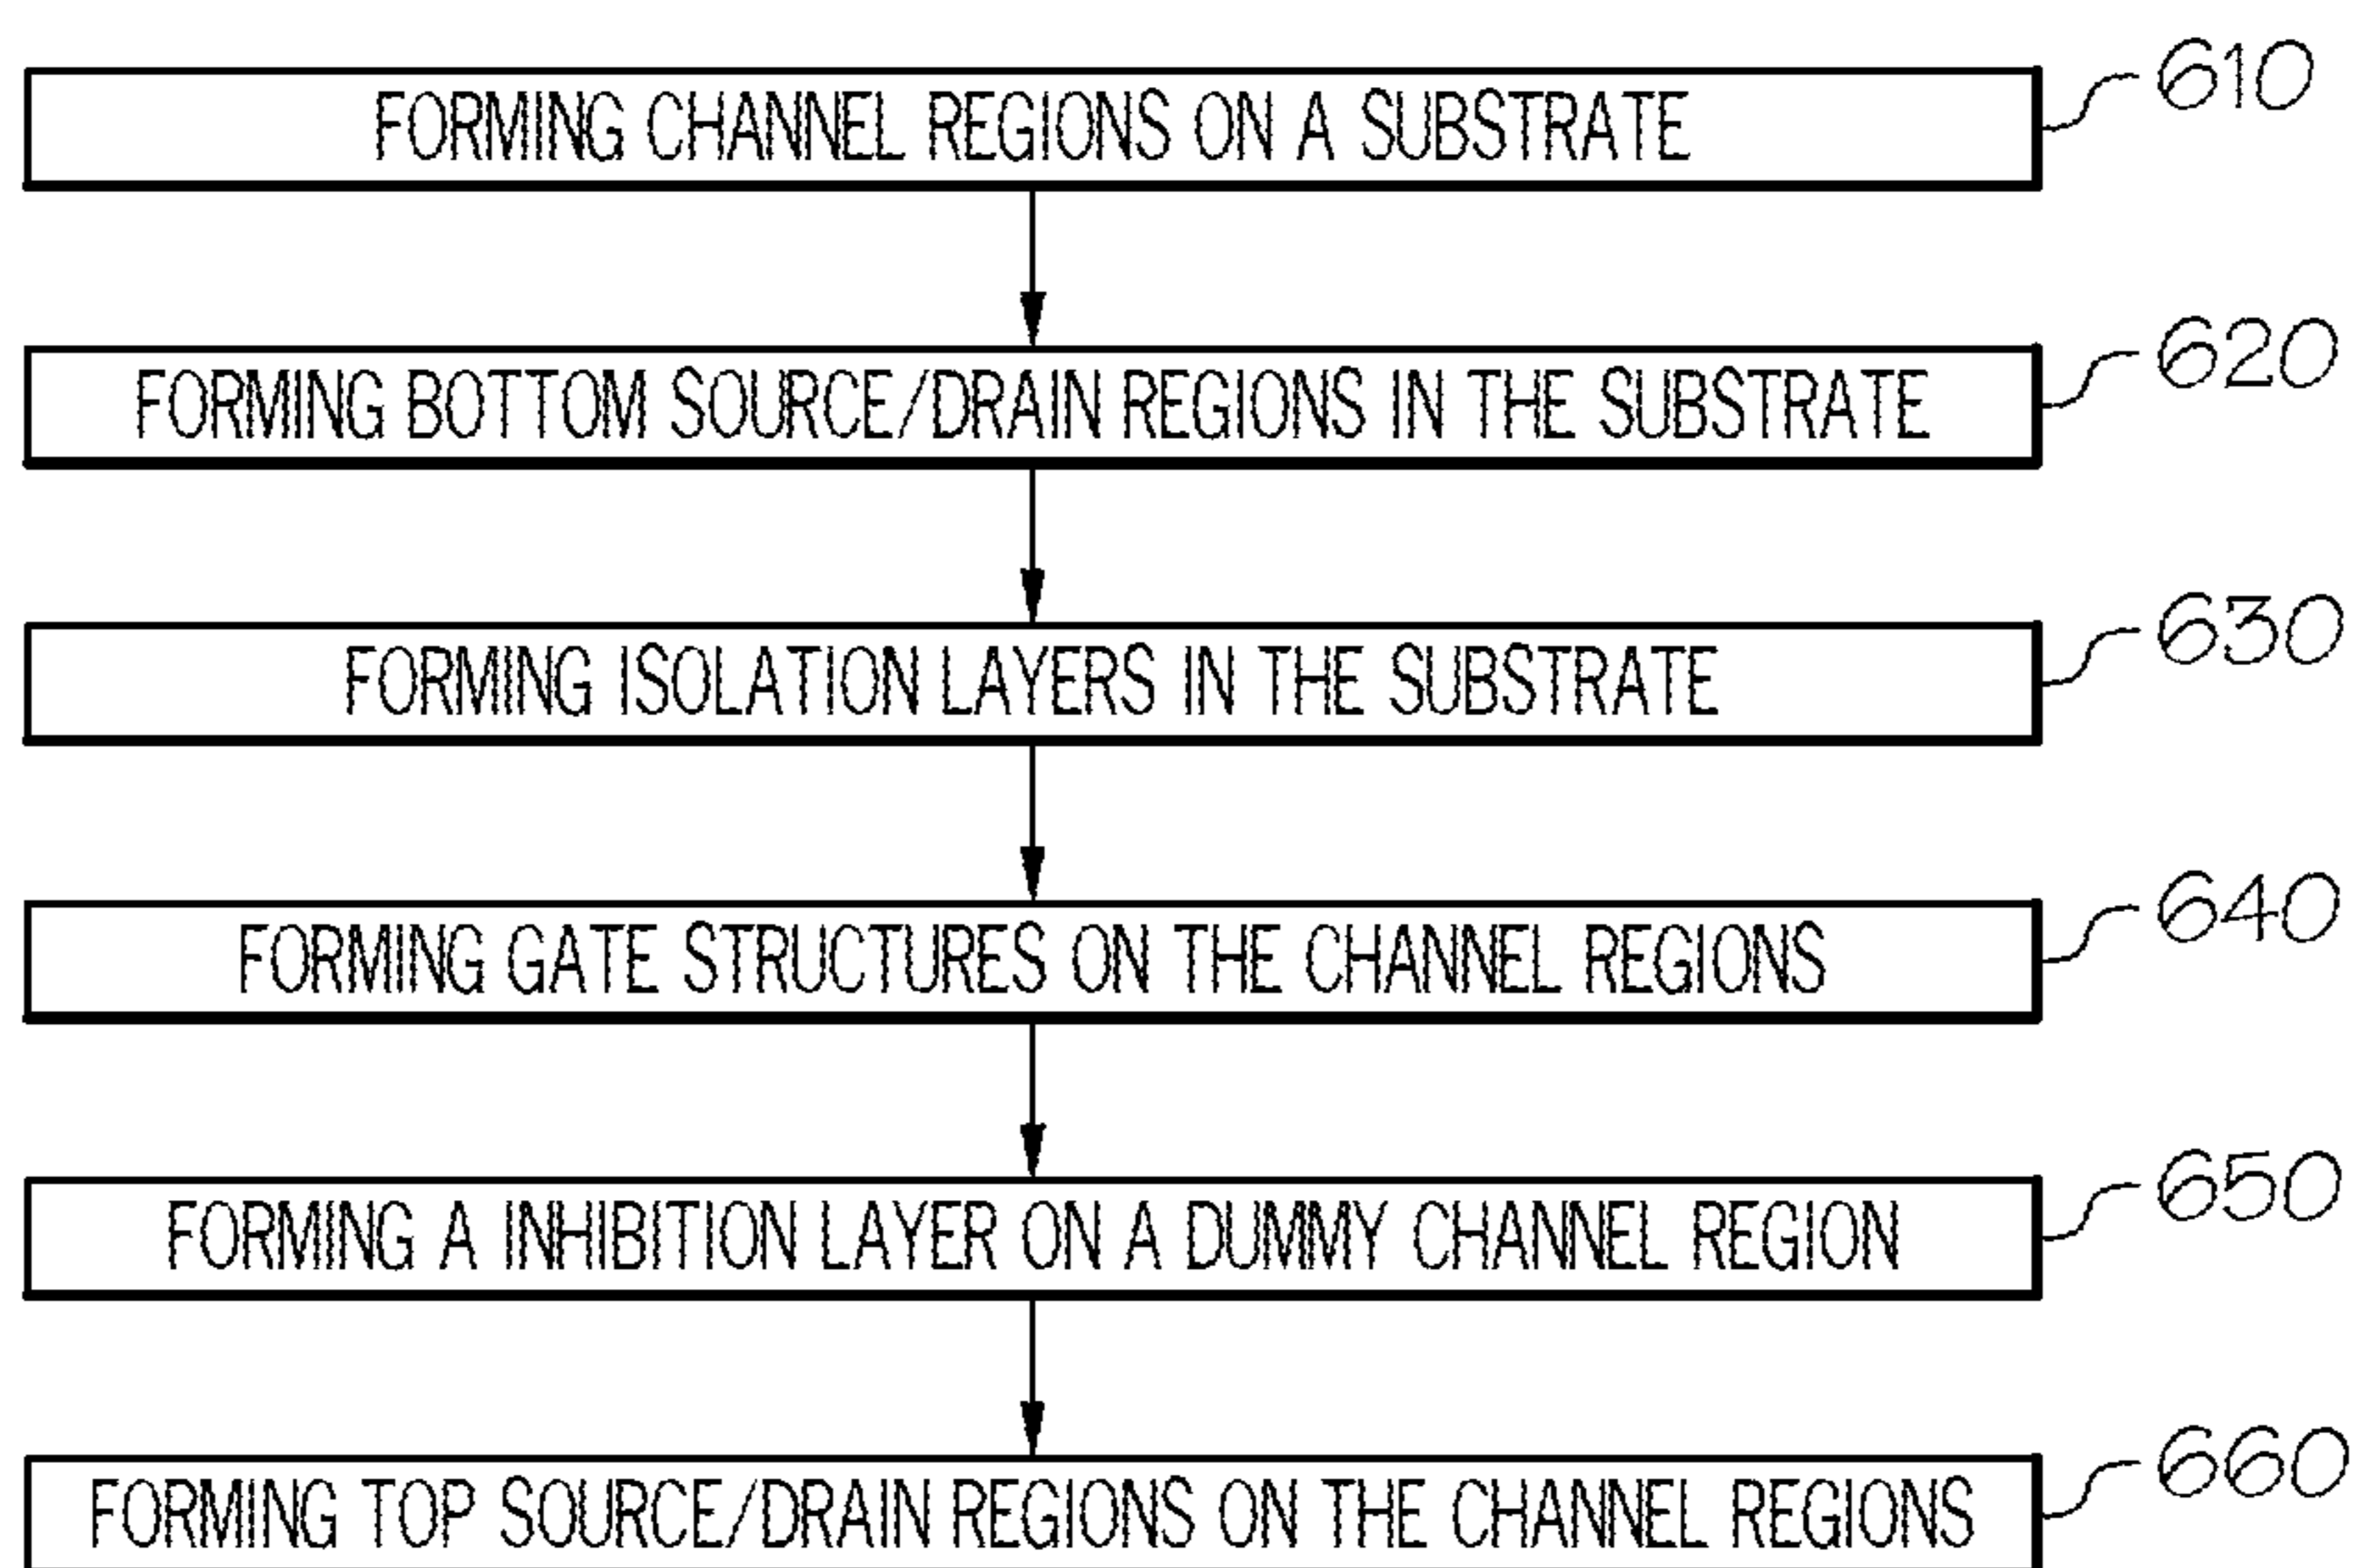 FORMING CHANNEL REGIONS ON A SUBSTRATE 610
FORMING BOTTOM SOURCE/DRAIN REGIONS IN THE SUBSTRATE 620
FORMING ISOLATION LAYERS IN THE SUBSTRATE 630
FORMING GATE STRUCTURES ON THE CHANNEL REGIONS 640
FORMING A INHIBITION LAYER ON A DUMMY CHANNEL REGION 650
FORMING TOP SOURCE/DRAIN REGIONS ON THE CHANNEL REGIONS 660